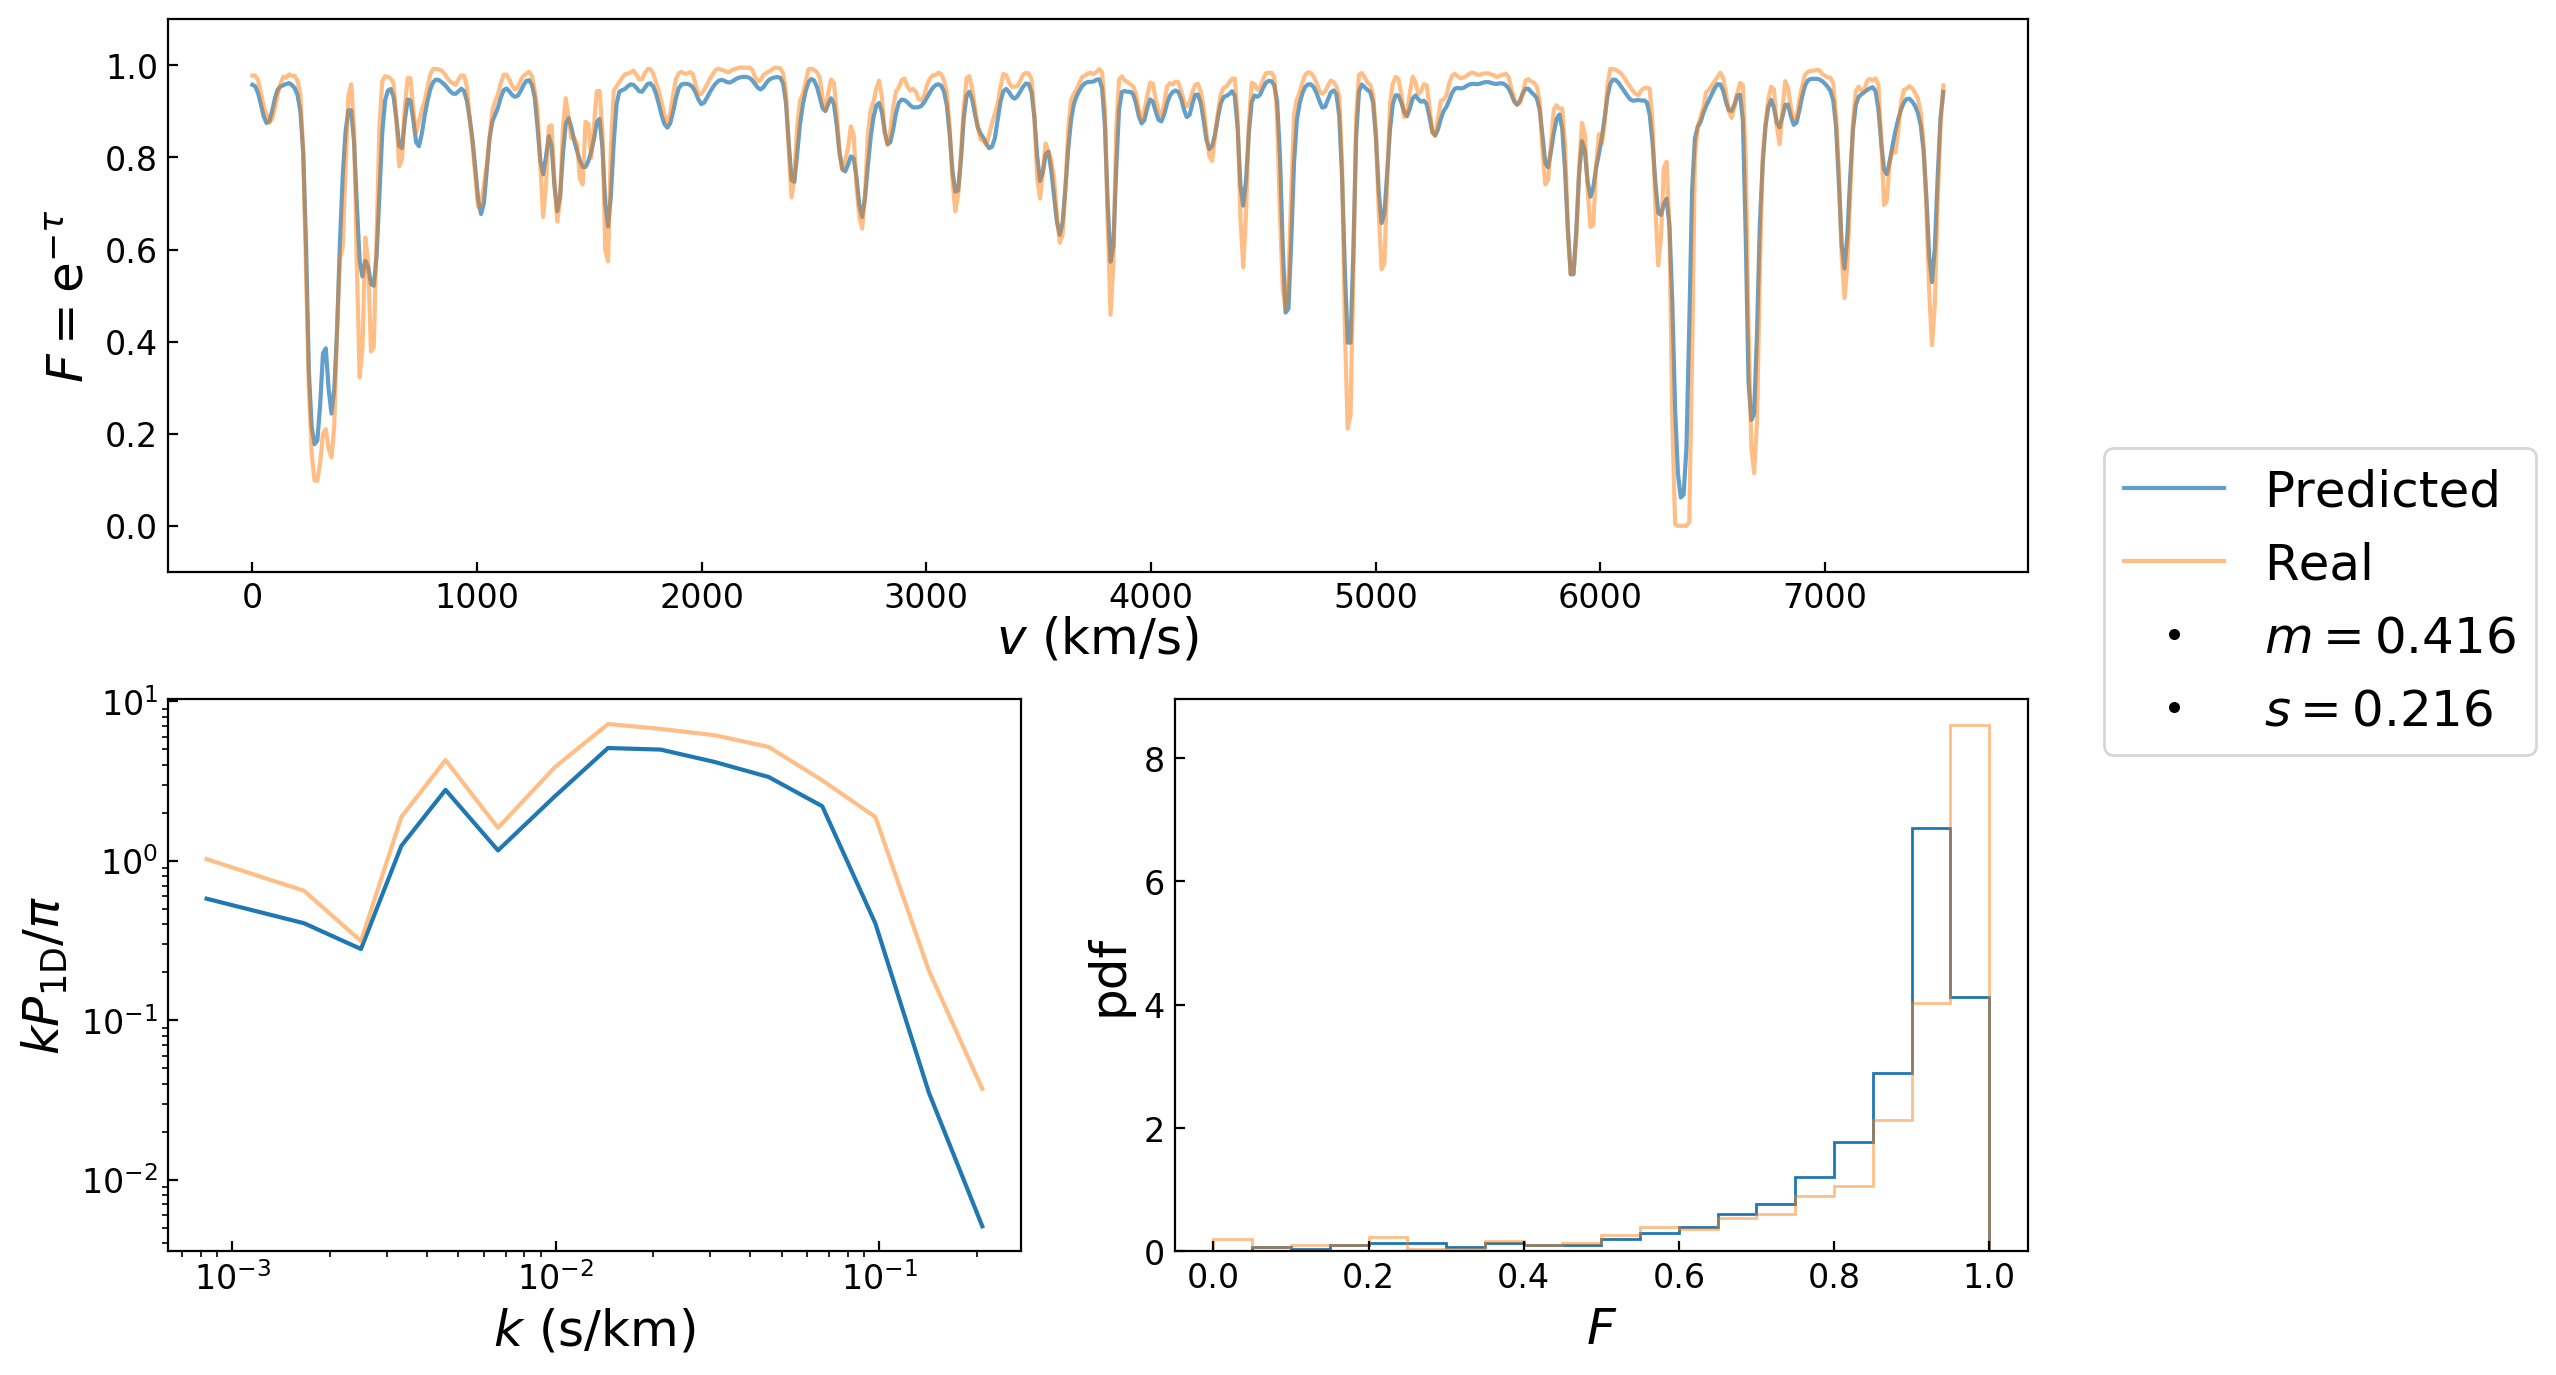 F = e^{-τ}
1.0
0.8
0.6
0.4
0.2
0.0
0 1000 2000 3000 4000 5000 6000 7000
v (km/s)
Predicted
Real
m = 0.416
s = 0.216
kP_{1D}/π
10^1
10^0
10^{-1}
10^{-2}
10^{-3} 10^{-2} 10^{-1}
k (s/km)
pdf
8
6
4
2
0
0.0 0.2 0.4 0.6 0.8 1.0
F